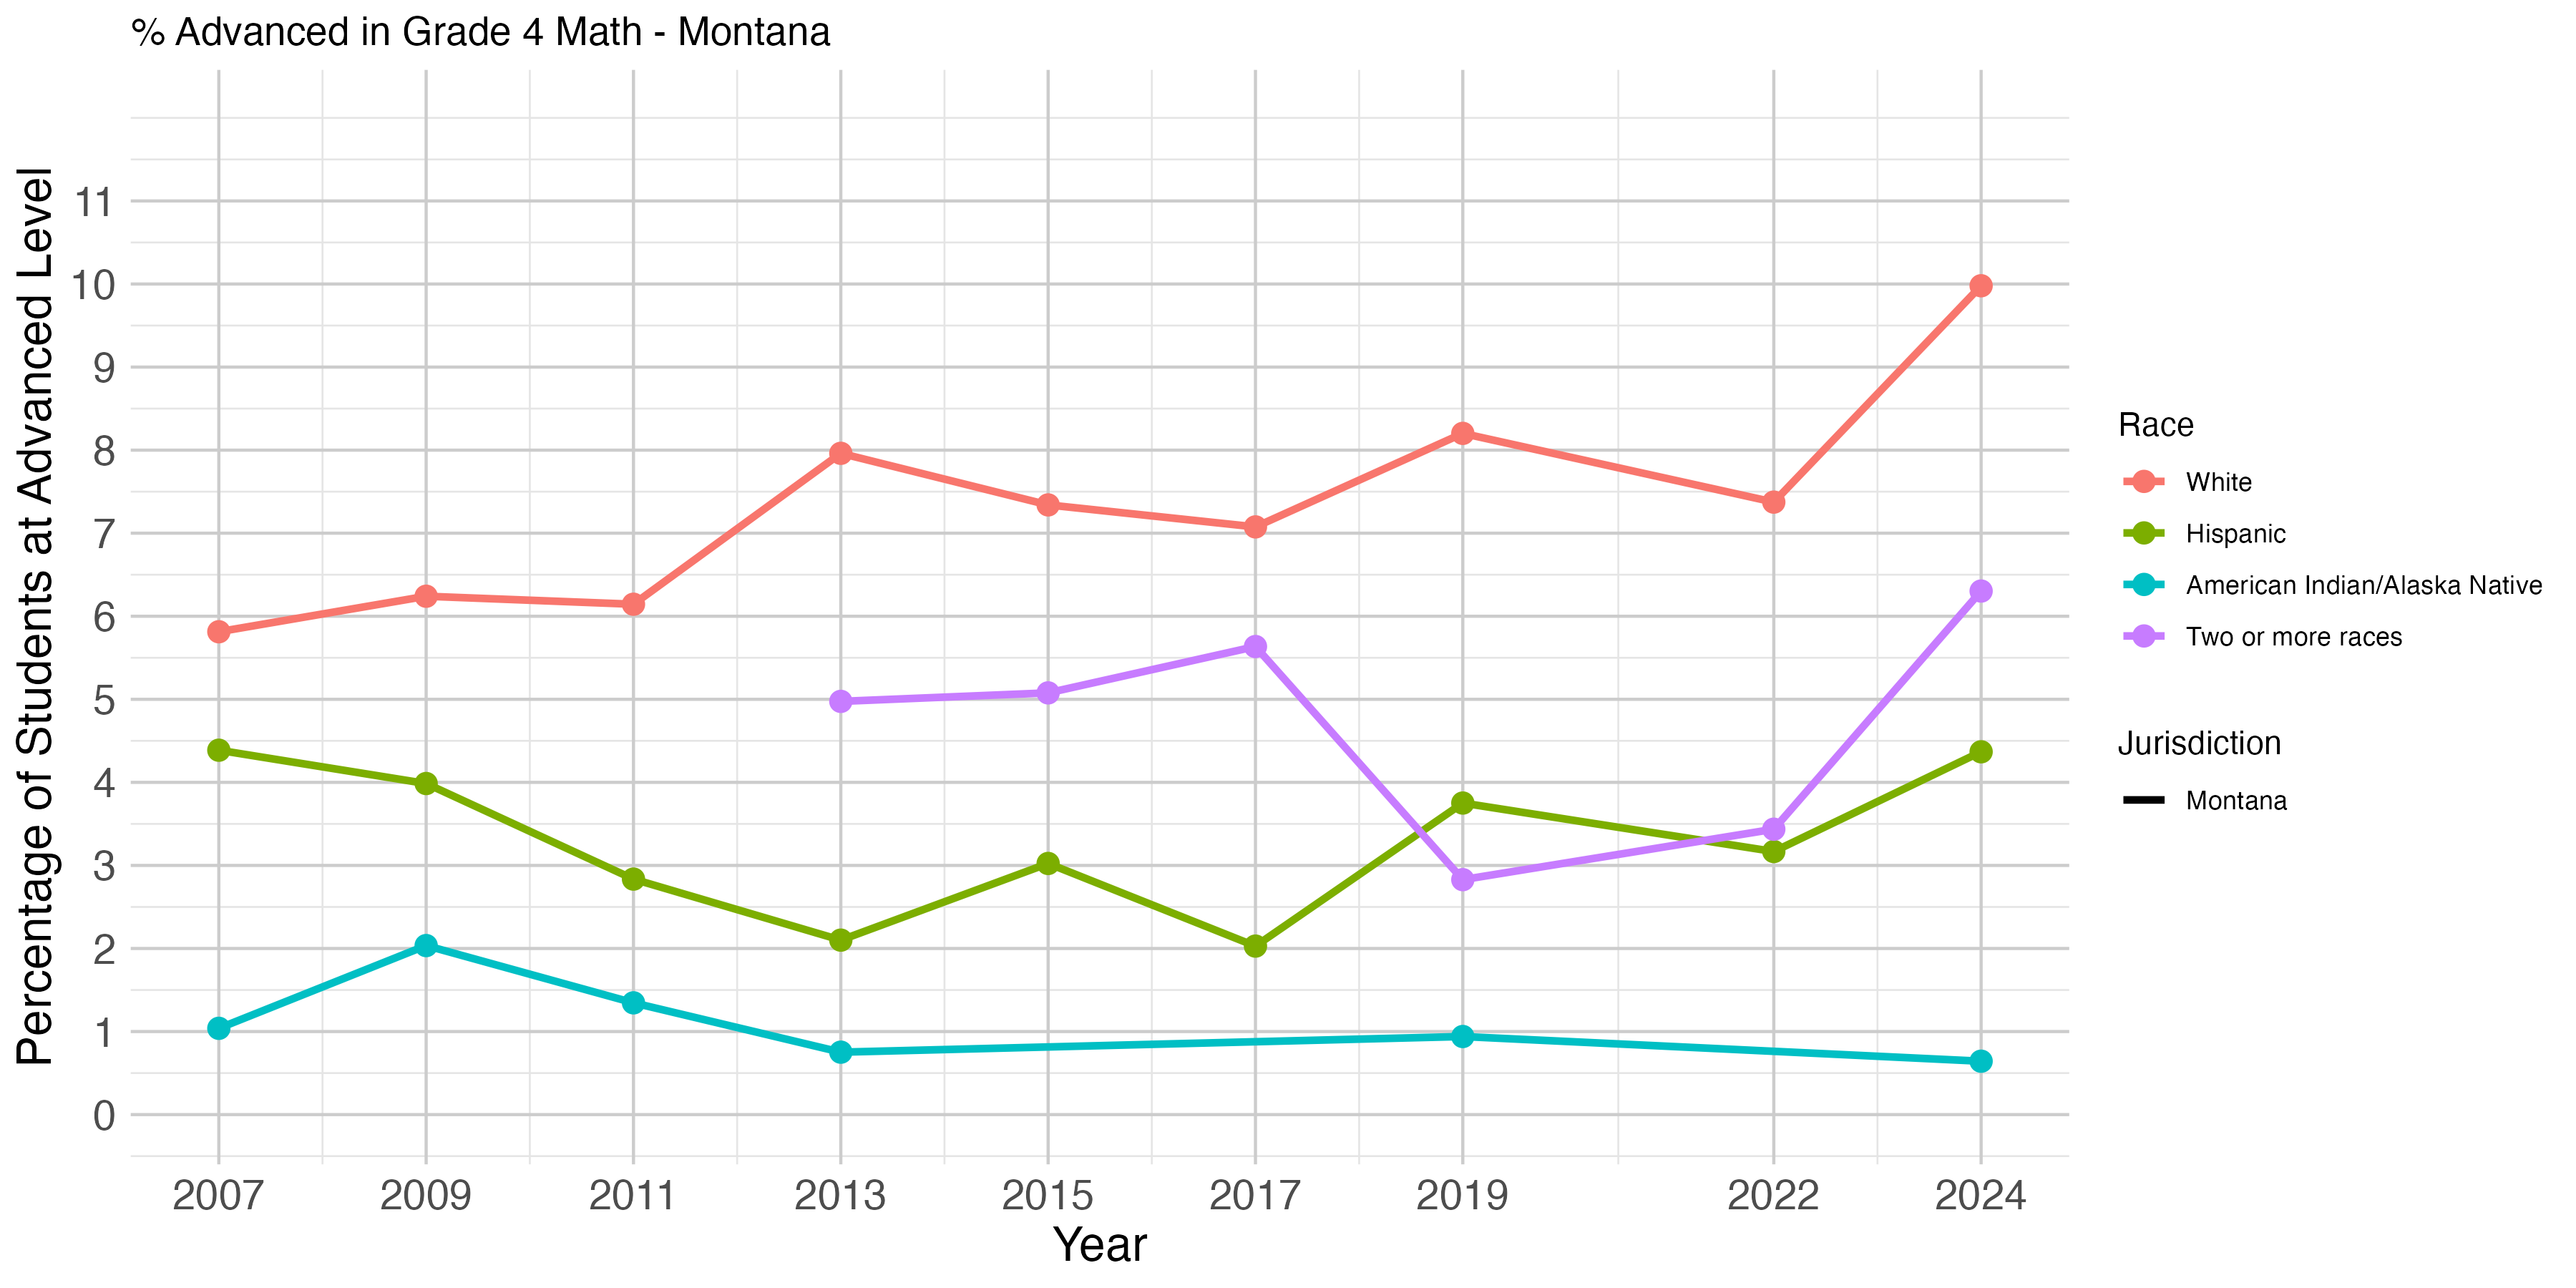 % Advanced in Grade 4 Math - Montana
Percentage of Students at Advanced Level
11
10
9
8
7
6
5
4
3
2
1
0
2007 2009 2011 2013 2015 2017 2019 2022 2024
Year
Race
White
Hispanic
American Indian/Alaska Native
Two or more races
Jurisdiction
Montana